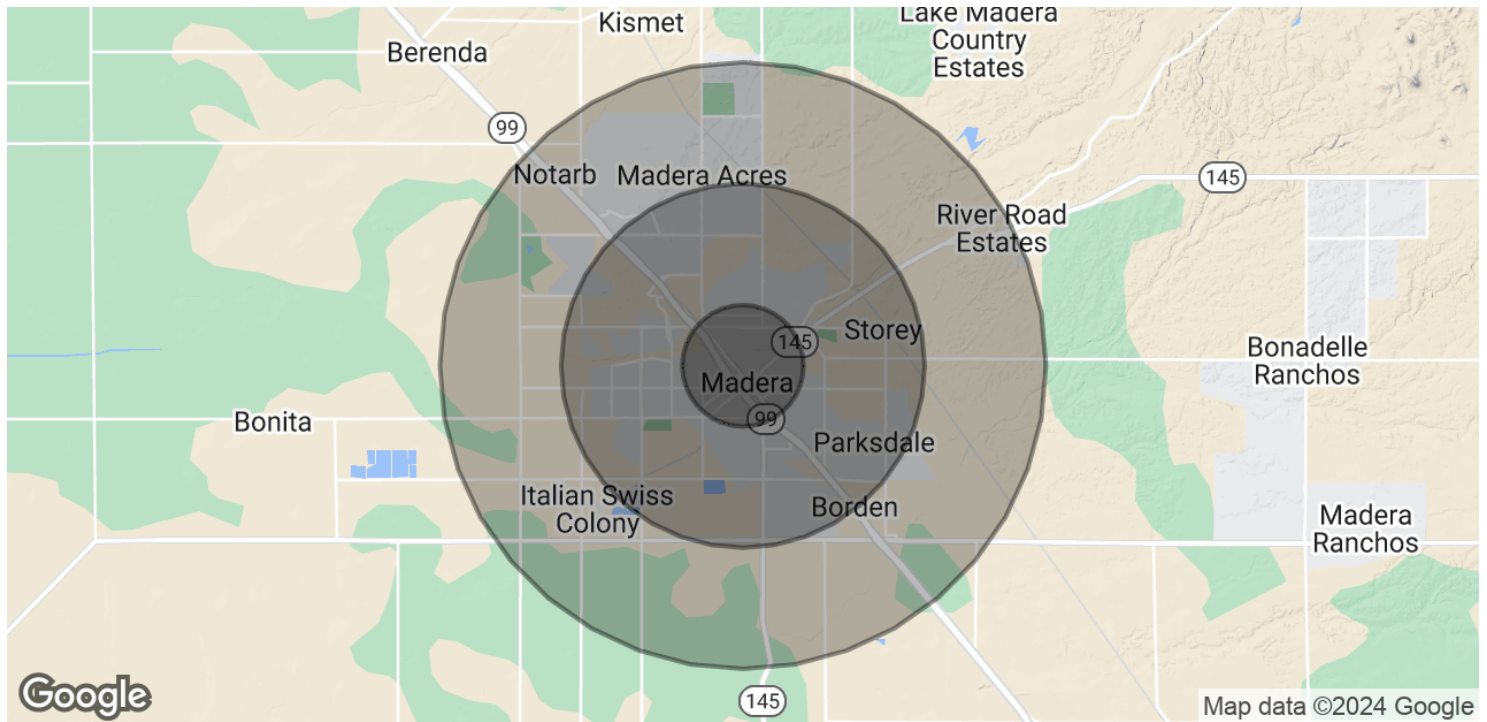 Kismet
Lake Madera
Country
Estates
Berenda
99
Notarb
Madera Acres
145
River Road
Estates
Storey
145
Bonadelle
Ranchos
Madera
99
Bonita
Parksdale
Italian Swiss
Colony
Borden
Madera
Ranchos
Google
145
Map data ©2024 Google